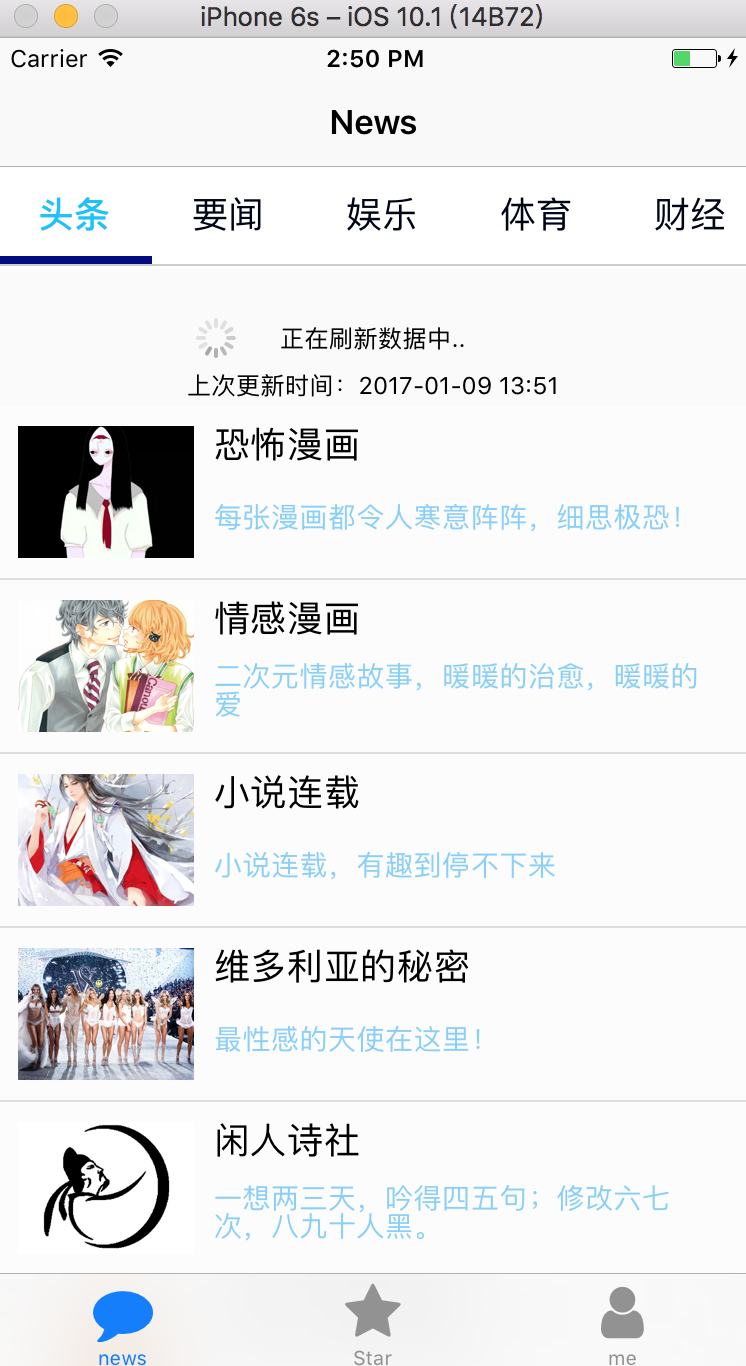 iPhone 6s – iOS 10.1 (14B72)
Carrier 2:50 PM
News
头条 要闻 娱乐 体育 财经
正在刷新数据中..
上次更新时间：2017-01-09 13:51
恐怖漫画
每张漫画都令人寒意阵阵，细思极恐！
情感漫画
二次元情感故事，暖暖的治愈，暖暖的
爱
小说连载
小说连载，有趣到停不下来
维多利亚的秘密
最性感的天使在这里！
闲人诗社
一想两三天，吟得四五句；修改六七
次，八九十人黑。
news Star me